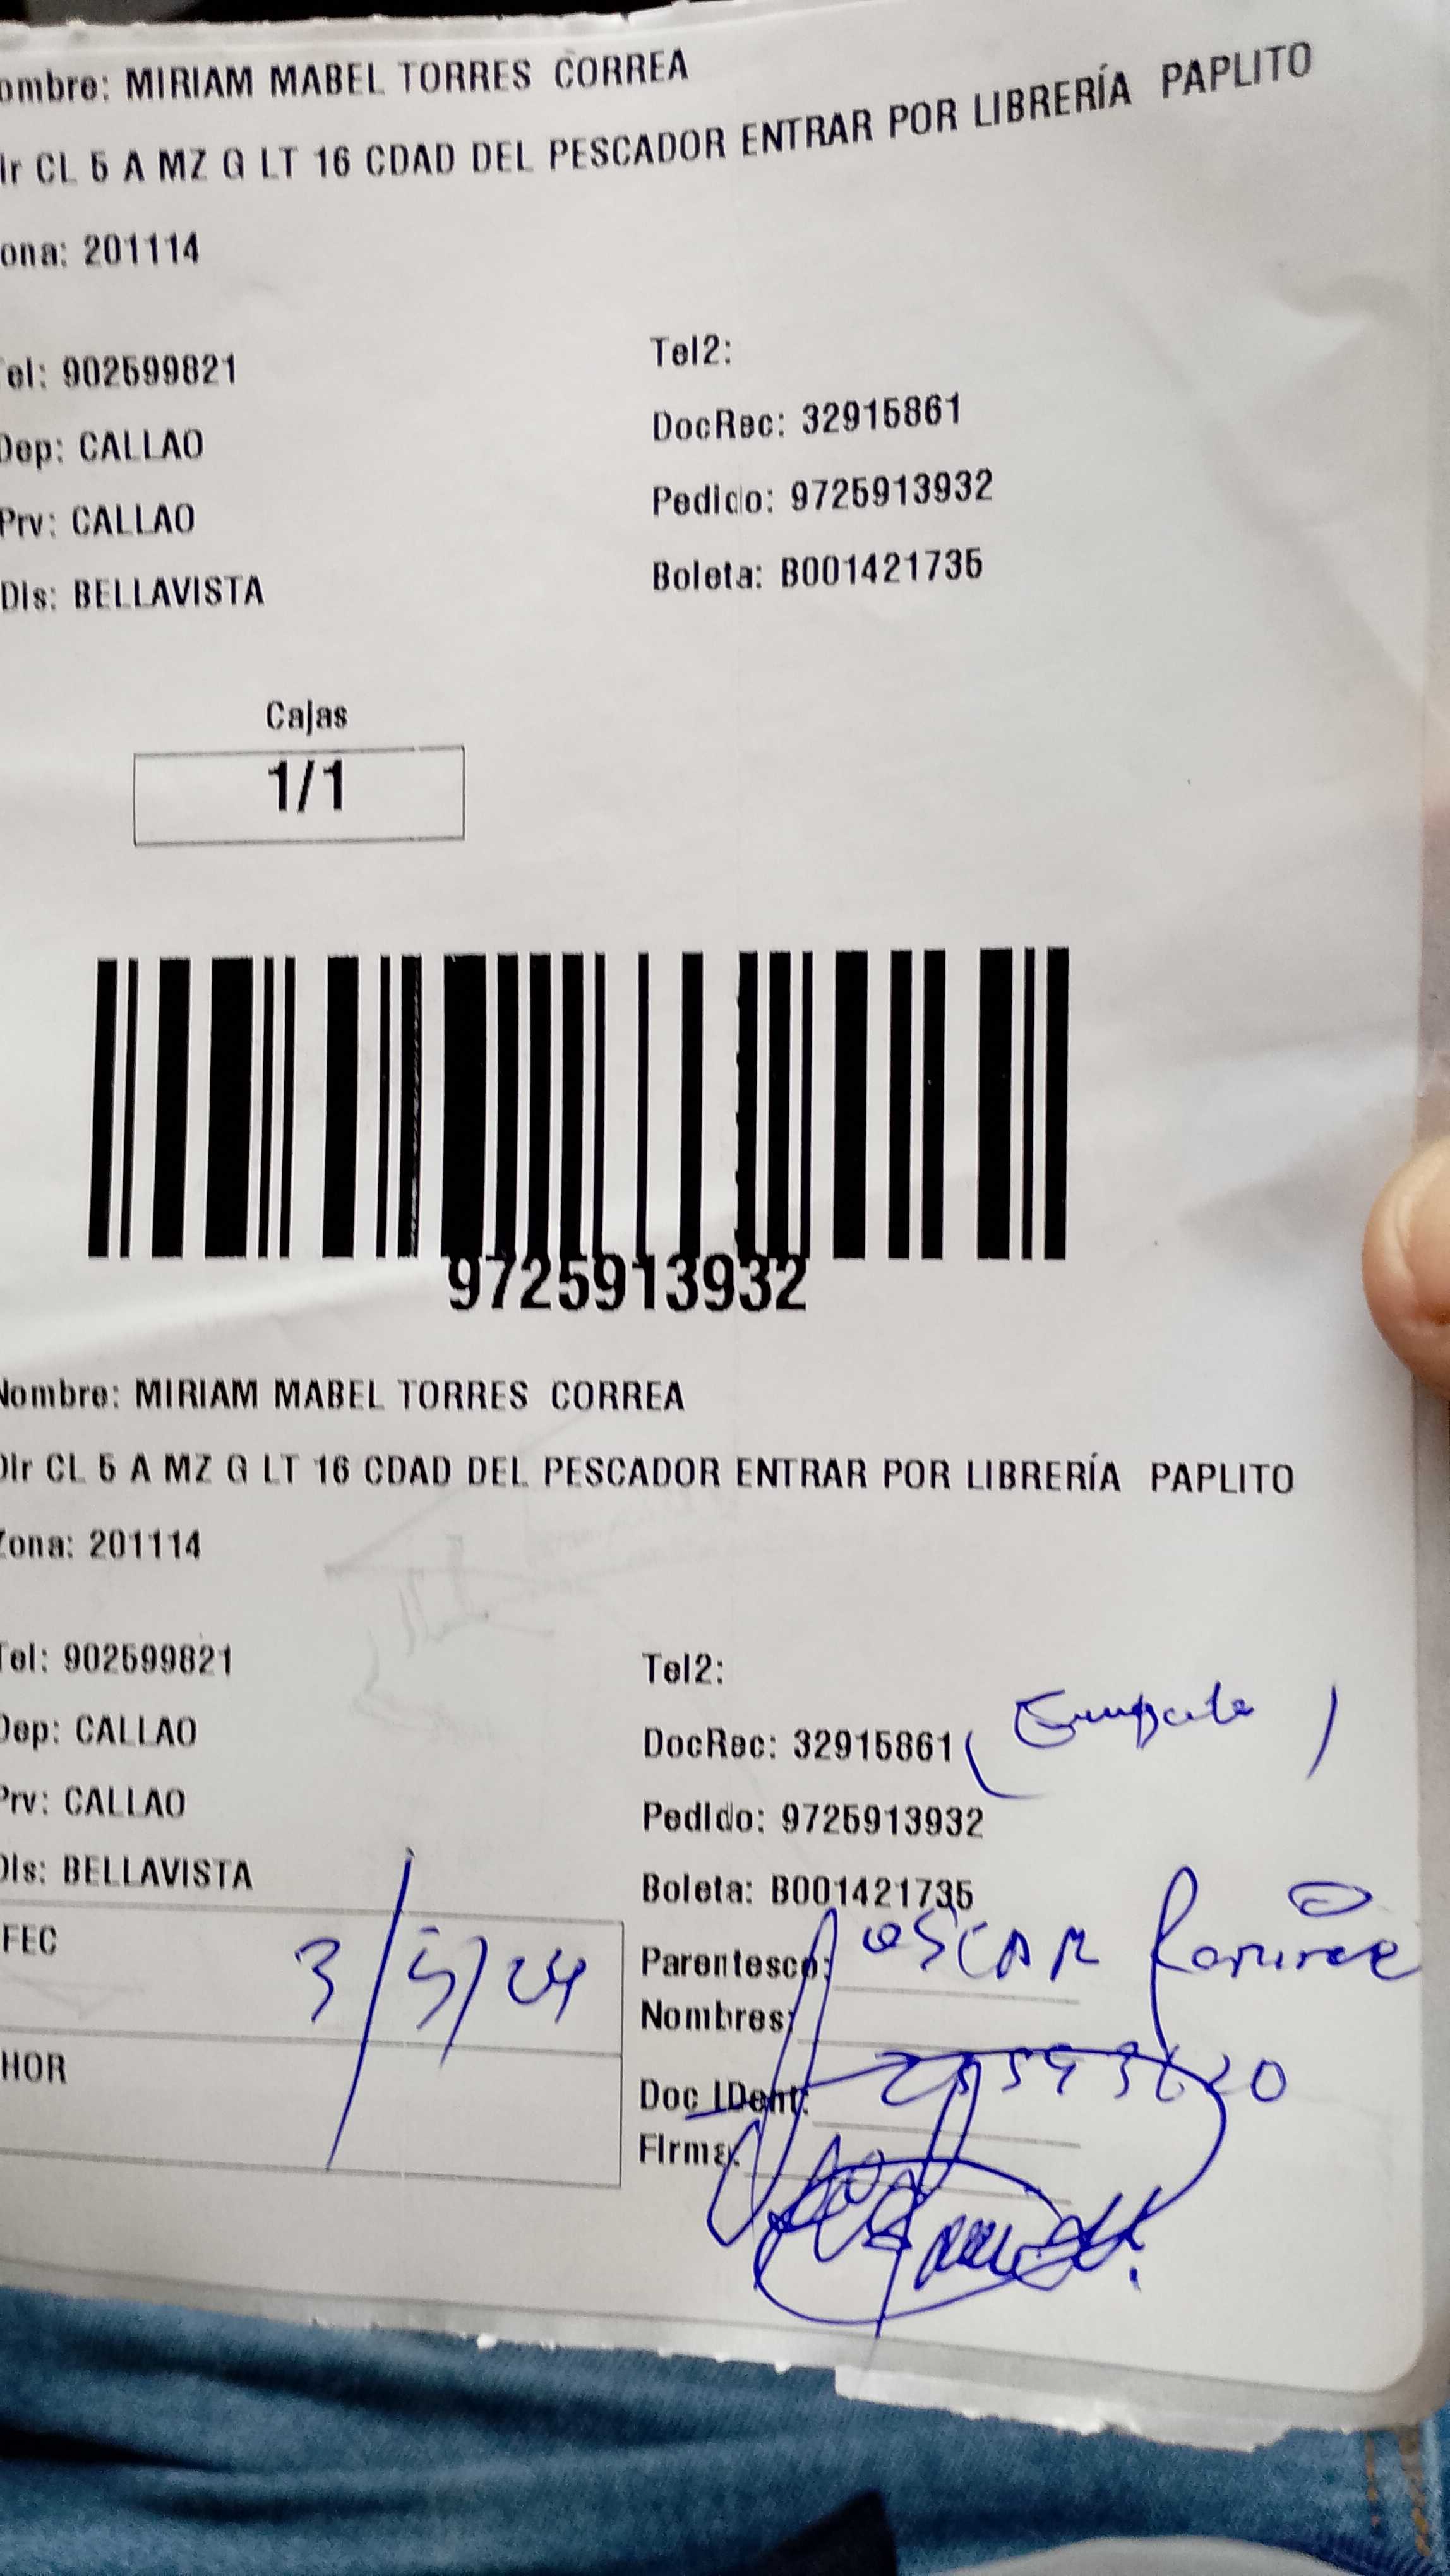 ombre: MIRIAM MABEL TORRES CORREA
Ir CL 5 A MZ G LT 16 CDAD DEL PESCADOR ENTRAR POR LIBRERÍA PAPLITO
ona: 201114
Tel: 902599821
Tel2:
Dep: CALLAO
DocRec: 32915861
Prv: CALLAO
Pedido: 9725913932
Dis: BELLAVISTA
Boleta: B001421735
Cajas
1/1
9725913932
Nombre: MIRIAM MABEL TORRES CORREA
Dir CL 5 A MZ G LT 16 CDAD DEL PESCADOR ENTRAR POR LIBRERÍA PAPLITO
Zona: 201114
Tel: 902599821
Tel2:
Dep: CALLAO
DocRec: 32915861
Prv: CALLAO
Pedido: 9725913932
Dis: BELLAVISTA
Boleta: B001421735
FEC 3/5/24
Parentesco: OSCAR Ramirez
Nombres:
HOR
Doc IDent:
Firma: